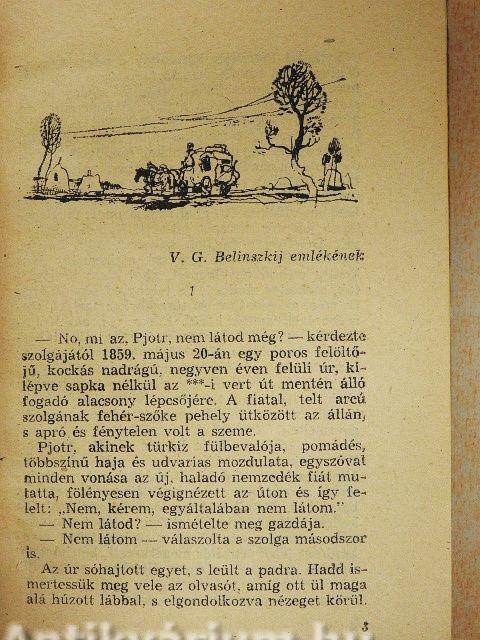 V. G. Belinszkij emlékének
1
— No, mi az, Pjotr, nem látod még? — kérdezte
szolgájától 1859. május 20-án egy poros felöltő-
jű, kockás nadrágú, negyven éven felüli úr, ki-
lépve sapka nélkül az ***-i vert út mentén álló
fogadó alacsony lépcsőjére. A fiatal, telt arcú
szolgának fehér-szőke pehely ütközött az állán,
s apró és fénytelen volt a szeme.
Pjotr, akinek türkiz fülbevalója, pomádés,
többszínű haja és udvarias mozdulata, egyszóval
minden vonása az új, haladó nemzedék fiát mu-
tatta, fölényesen végignézett az úton és így fe-
lelt: „Nem, kérem, egyáltalában nem látom."
— Nem látod? — ismételte meg gazdája.
— Nem látom — válaszolta a szolga másodszor
is.
Az úr sóhajtott egyet, s leült a padra. Hadd is-
mertessük meg vele az olvasót, amíg ott ül maga
alá húzott lábbal, s elgondolkozva nézeget körül.
3
Antikvárium.hu